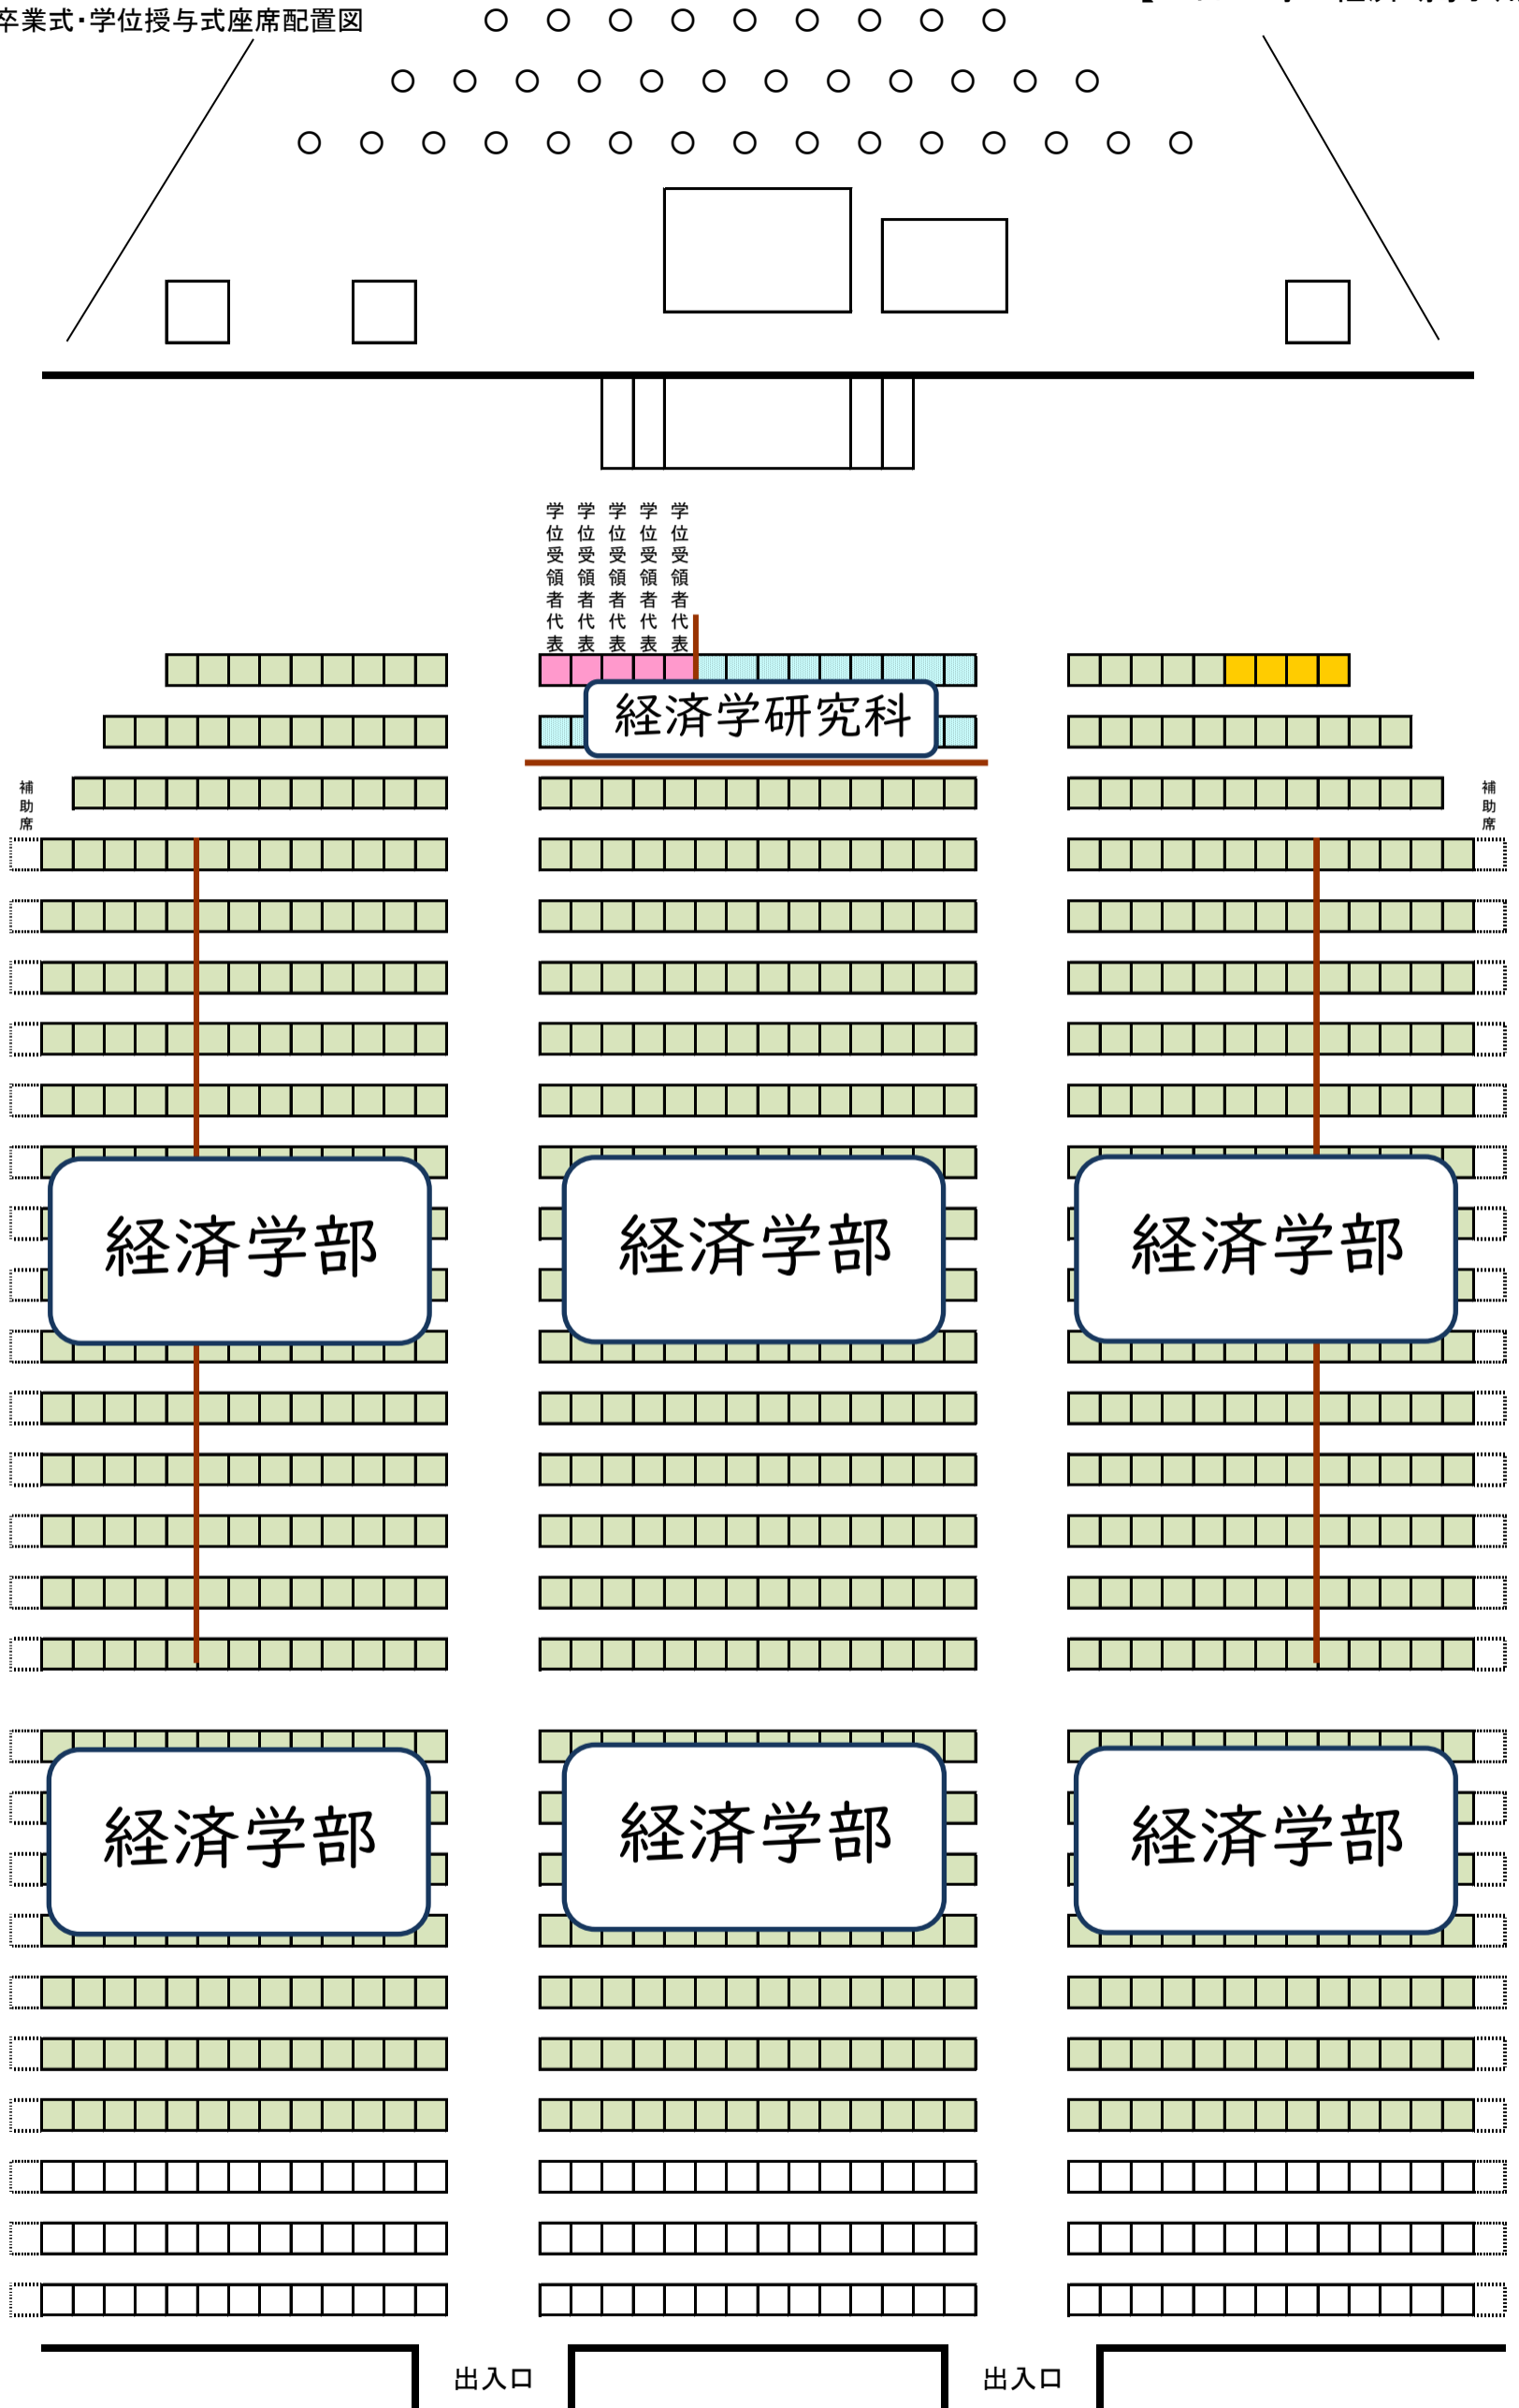 卒業式・学位授与式座席配置図
学位受領者代表
学位受領者代表
学位受領者代表
学位受領者代表
学位受領者代表
経済学研究科
補助席
補助席
経済学部
経済学部
経済学部
経済学部
経済学部
経済学部
出入口
出入口